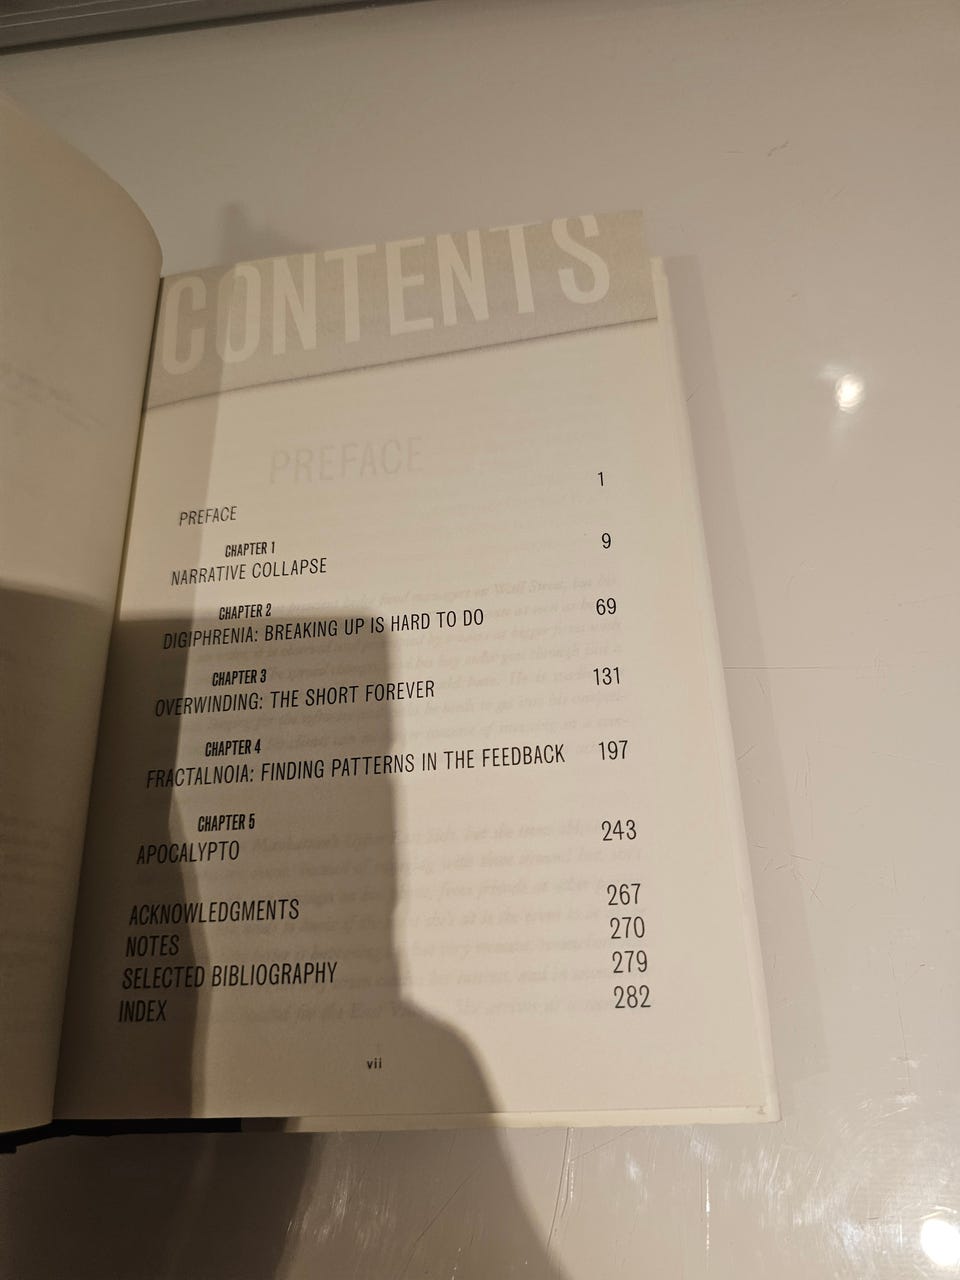 CONTENTS
PREFACE
PREFACE 1
CHAPTER 1
NARRATIVE COLLAPSE 9
CHAPTER 2
DIGIPHRENIA: BREAKING UP IS HARD TO DO 69
CHAPTER 3
OVERWINDING: THE SHORT FOREVER 131
CHAPTER 4
FRACTALNOIA: FINDING PATTERNS IN THE FEEDBACK 197
CHAPTER 5
APOCALYPTO 243
ACKNOWLEDGMENTS 267
NOTES 270
SELECTED BIBLIOGRAPHY 279
INDEX 282
vii